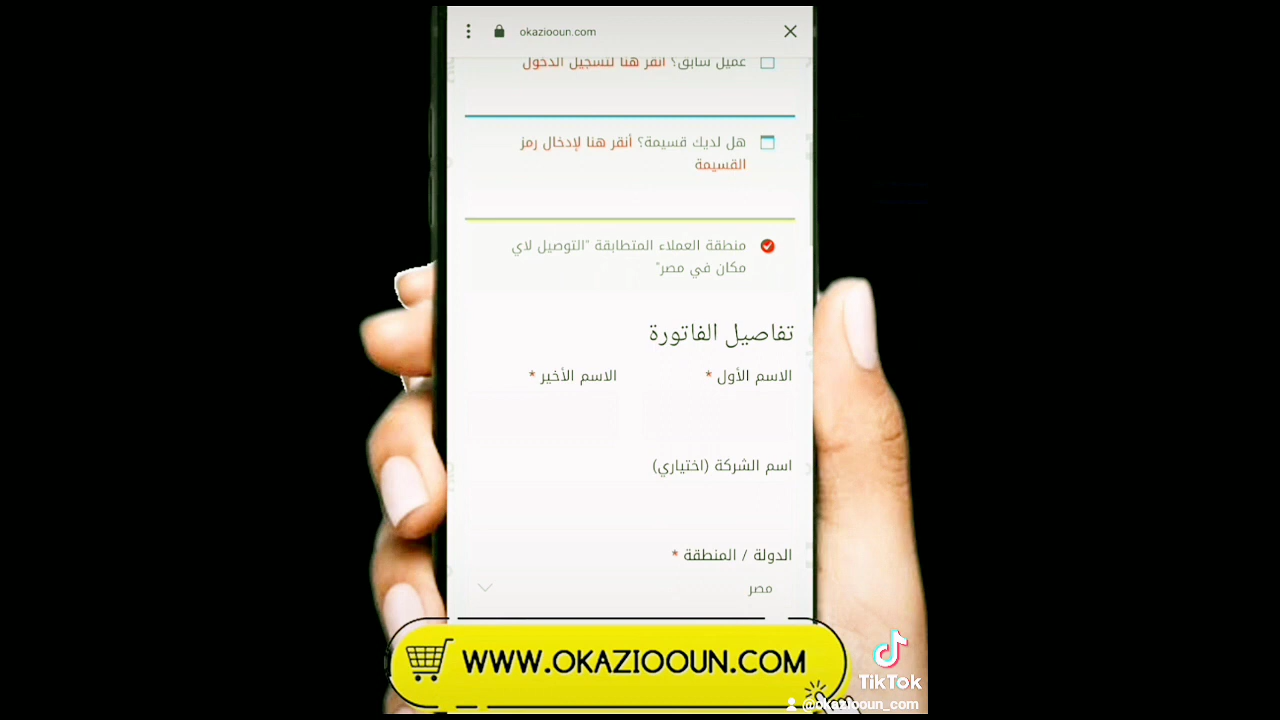 okaziooun.com
عميل سابق؟ أنقر هنا لتسجيل الدخول
هل لديك قسيمة؟ أنقر هنا لإدخال رمز
القسيمة
منطقة العملاء المتطابقة "التوصيل لاي
مكان في مصر"
تفاصيل الفاتورة
الاسم الأول *
الاسم الأخير *
اسم الشركة (اختياري)
الدولة / المنطقة *
مصر
WWW.OKAZIOOUN.COM
TikTok
@okaziooun_com